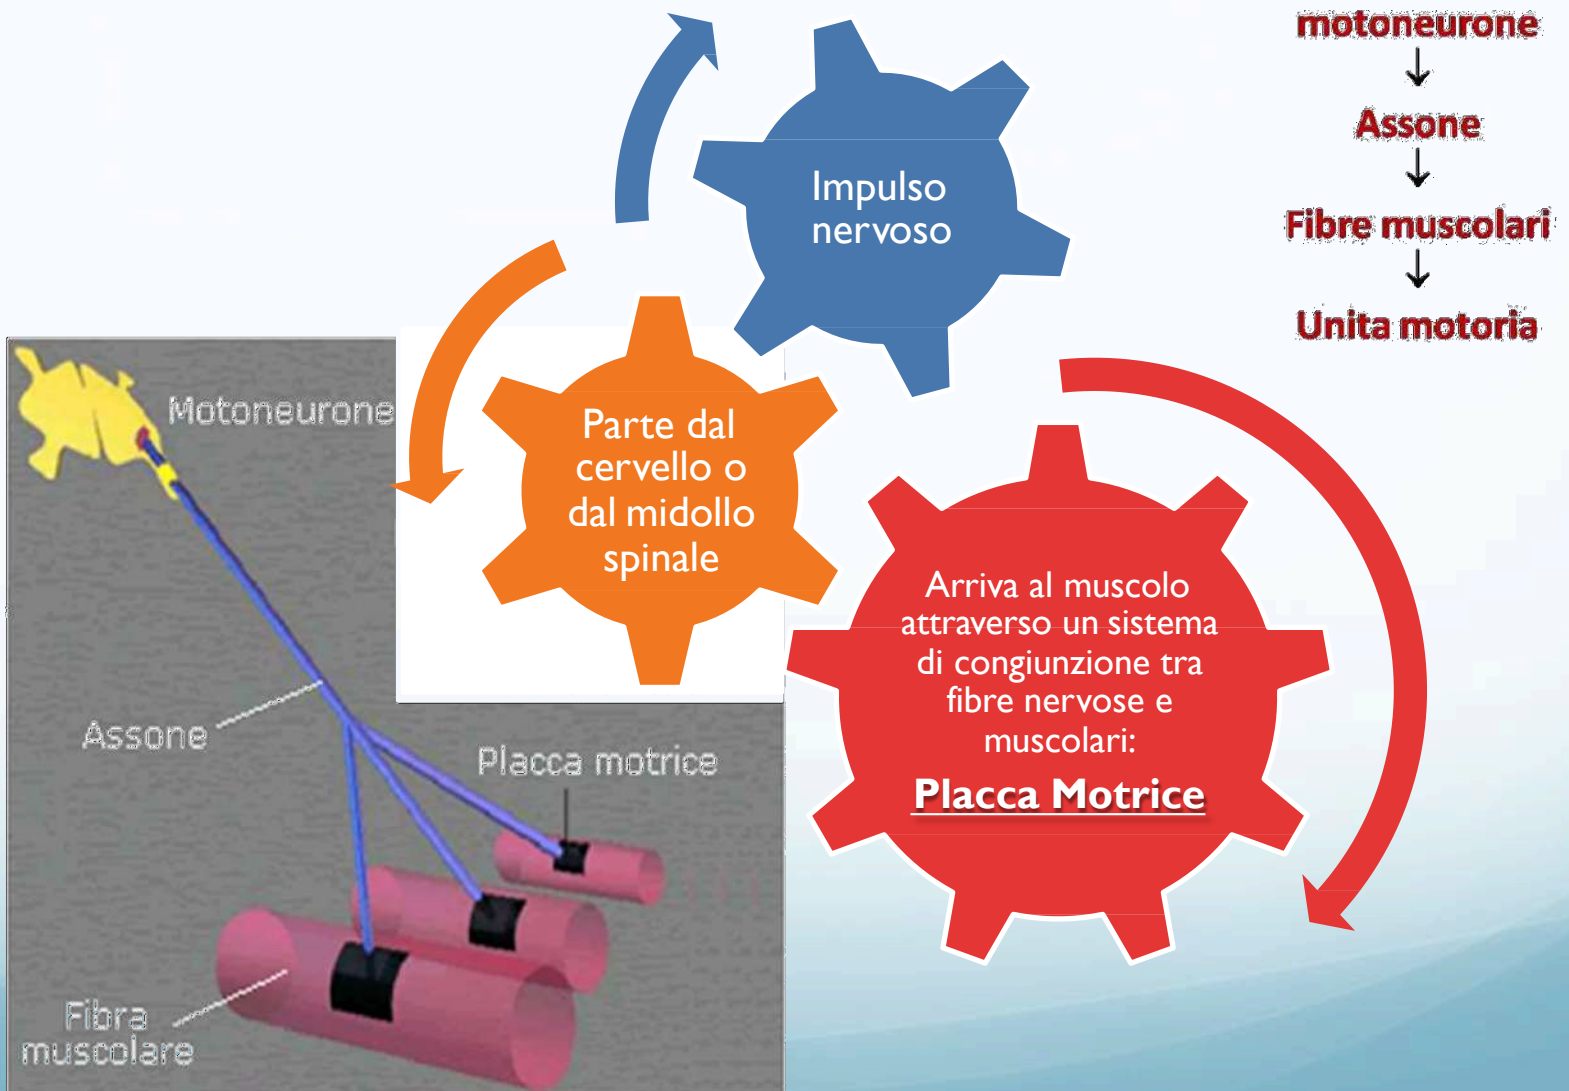 Impulso
nervoso
Parte dal
cervello o
dal midollo
spinale
Arriva al muscolo
attraverso un sistema
di congiunzione tra
fibre nervose e
muscolari:
Placca Motrice
motoneurone
↓
Assone
↓
Fibre muscolari
↓
Unita motoria
Motoneurone
Assone
Placca motrice
Fibra
muscolare